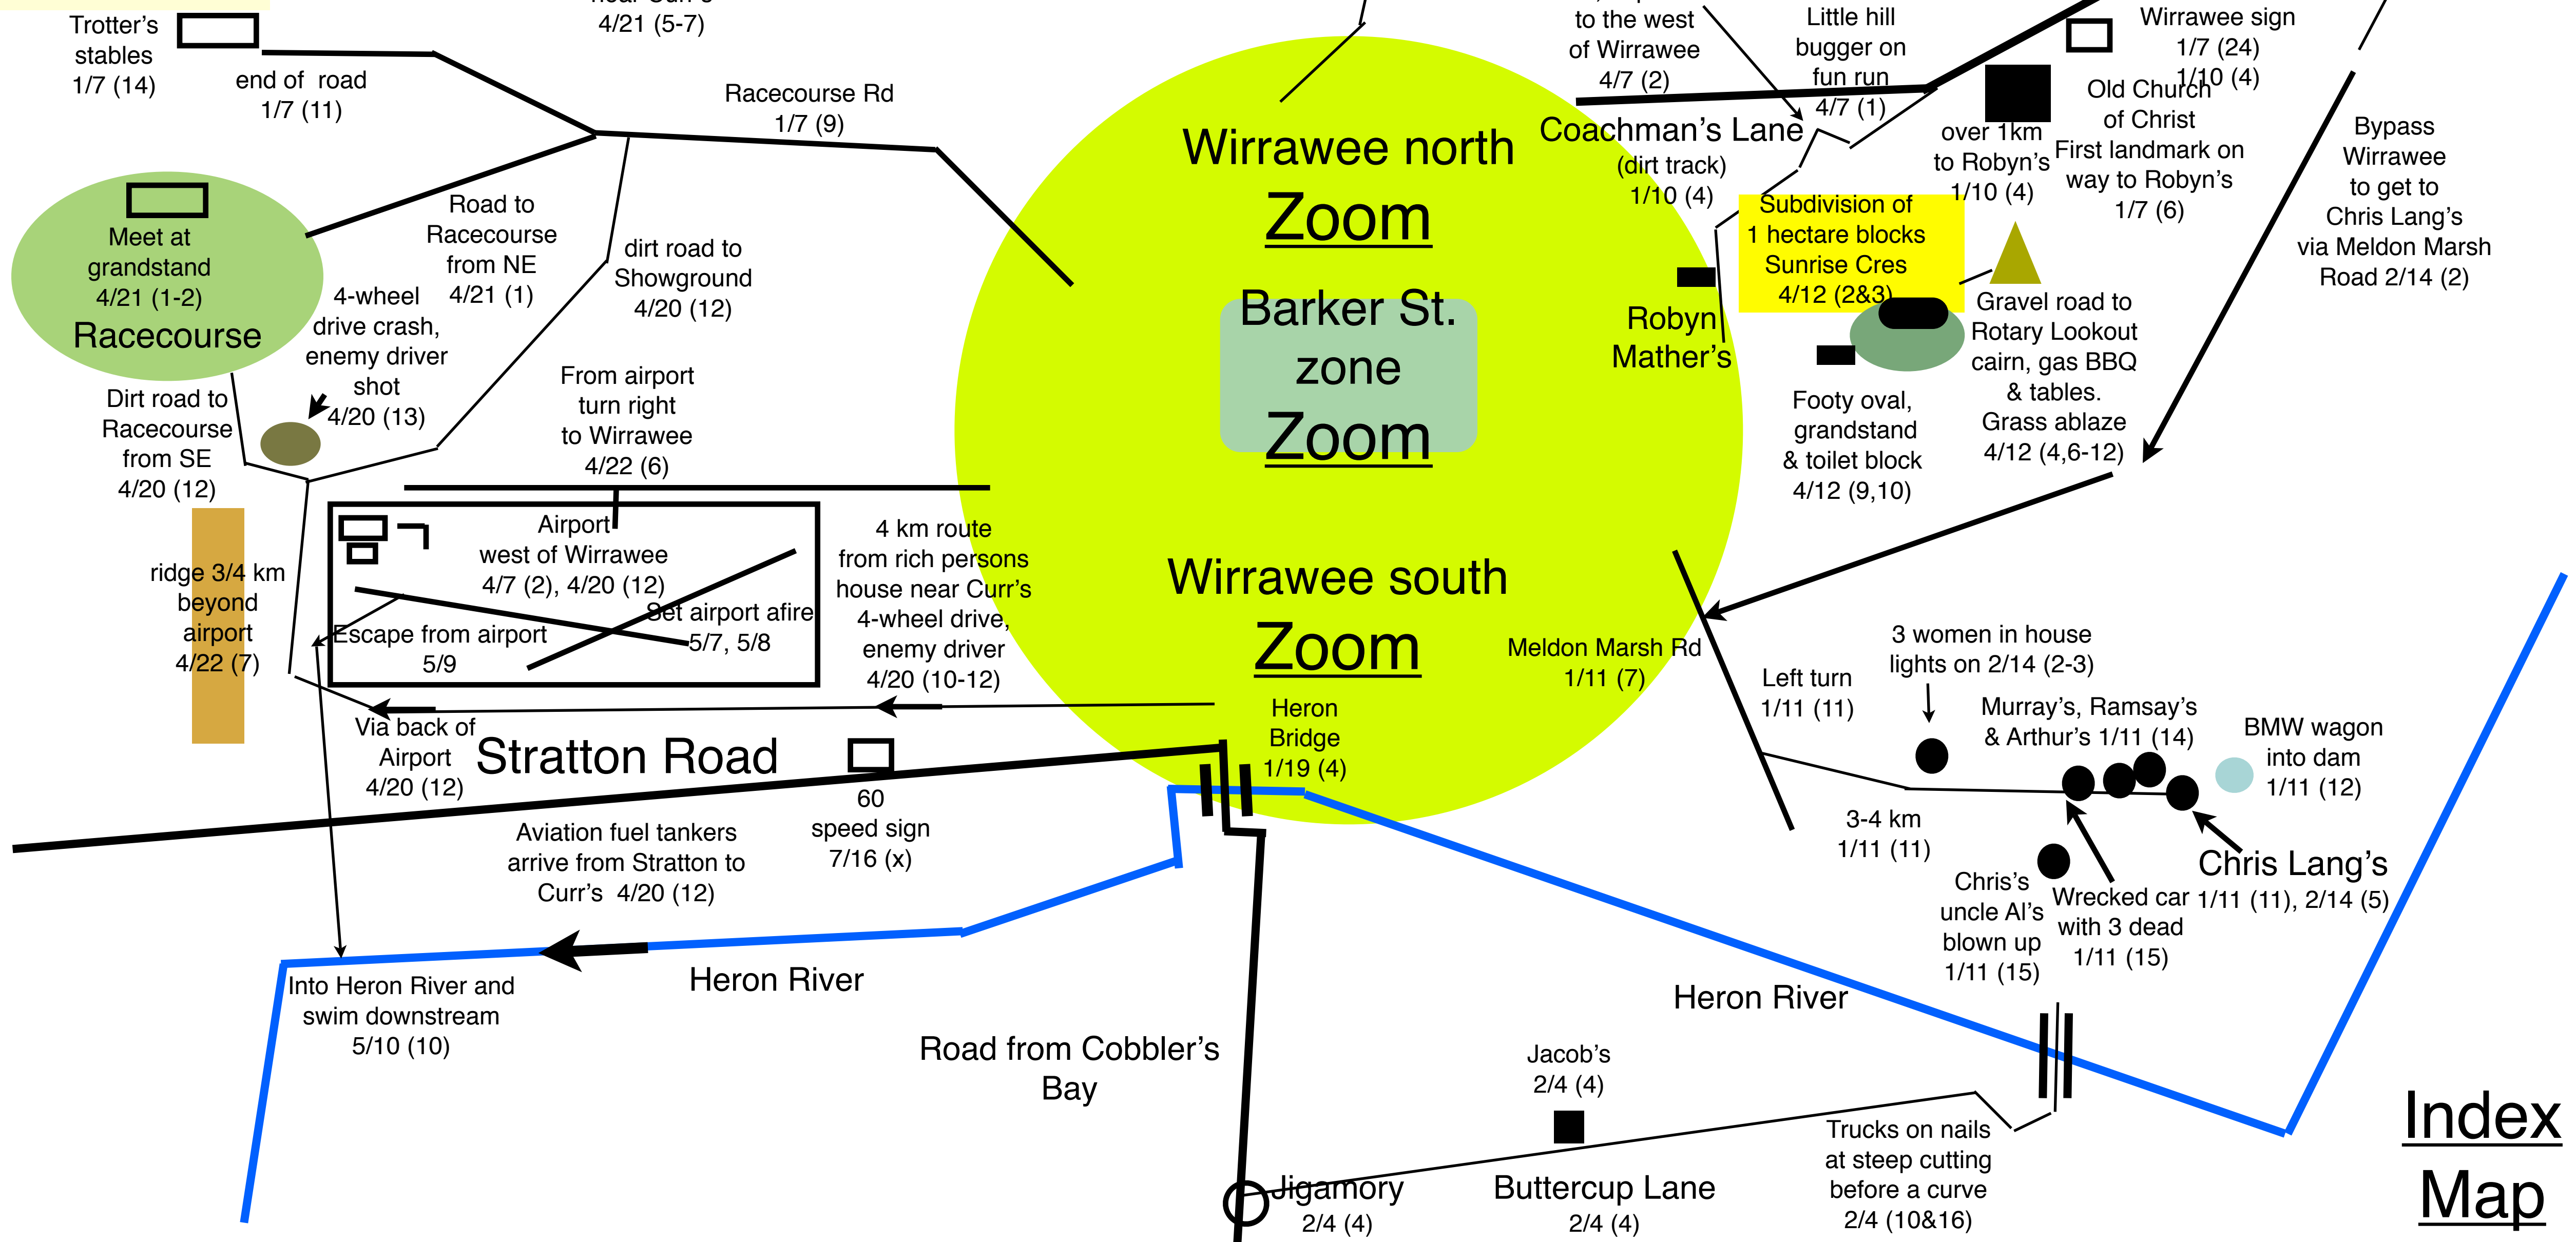 Trotter's
stables
1/7 (14)
end of  road
1/7 (11)
4/21 (5-7)
Racecourse Rd
1/7 (9)
to the west
of Wirrawee
4/7 (2)
Little hill
bugger on
fun run
4/7 (1)
Wirrawee sign
1/7 (24)
1/10 (4)
Old Church
of Christ
First landmark on
way to Robyn's
1/7 (6)
over 1km
to Robyn's
1/10 (4)
Bypass
Wirrawee
to get to
Chris Lang's
via Meldon Marsh
Road 2/14 (2)
Coachman's Lane
(dirt track)
1/10 (4)
Wirrawee north
Zoom
Barker St.
zone
Zoom
Wirrawee south
Zoom
Meet at
grandstand
4/21 (1-2)
Racecourse
Road to
Racecourse
from NE
4/21 (1)
dirt road to
Showground
4/20 (12)
4-wheel
drive crash,
enemy driver
shot
4/20 (13)
Dirt road to
Racecourse
from SE
4/20 (12)
From airport
turn right
to Wirrawee
4/22 (6)
Subdivision of
1 hectare blocks
Sunrise Cres
4/12 (2&3)
Robyn
Mather's
Gravel road to
Rotary Lookout
cairn, gas BBQ
& tables.
Grass ablaze
4/12 (4,6-12)
Footy oval,
grandstand
& toilet block
4/12 (9,10)
ridge 3/4 km
beyond
airport
4/22 (7)
Airport
west of Wirrawee
4/7 (2), 4/20 (12)
Set airport afire
5/7, 5/8
Escape from airport
5/9
4 km route
from rich persons
house near Curr's
4-wheel drive,
enemy driver
4/20 (10-12)
Meldon Marsh Rd
1/11 (7)
Left turn
1/11 (11)
3 women in house
lights on 2/14 (2-3)
Murray's, Ramsay's
& Arthur's 1/11 (14)
BMW wagon
into dam
1/11 (12)
Heron
Bridge
1/19 (4)
Via back of
Airport
4/20 (12)
Stratton Road
60
speed sign
7/16 (x)
Aviation fuel tankers
arrive from Stratton to
Curr's  4/20 (12)
3-4 km
1/11 (11)
Chris Lang's
1/11 (11), 2/14 (5)
Chris's
uncle Al's
blown up
1/11 (15)
Wrecked car
with 3 dead
1/11 (15)
Into Heron River and
swim downstream
5/10 (10)
Heron River
Heron River
Road from Cobbler's
Bay
Jacob's
2/4 (4)
Jigamory
2/4 (4)
Buttercup Lane
2/4 (4)
Trucks on nails
at steep cutting
before a curve
2/4 (10&16)
Index
Map